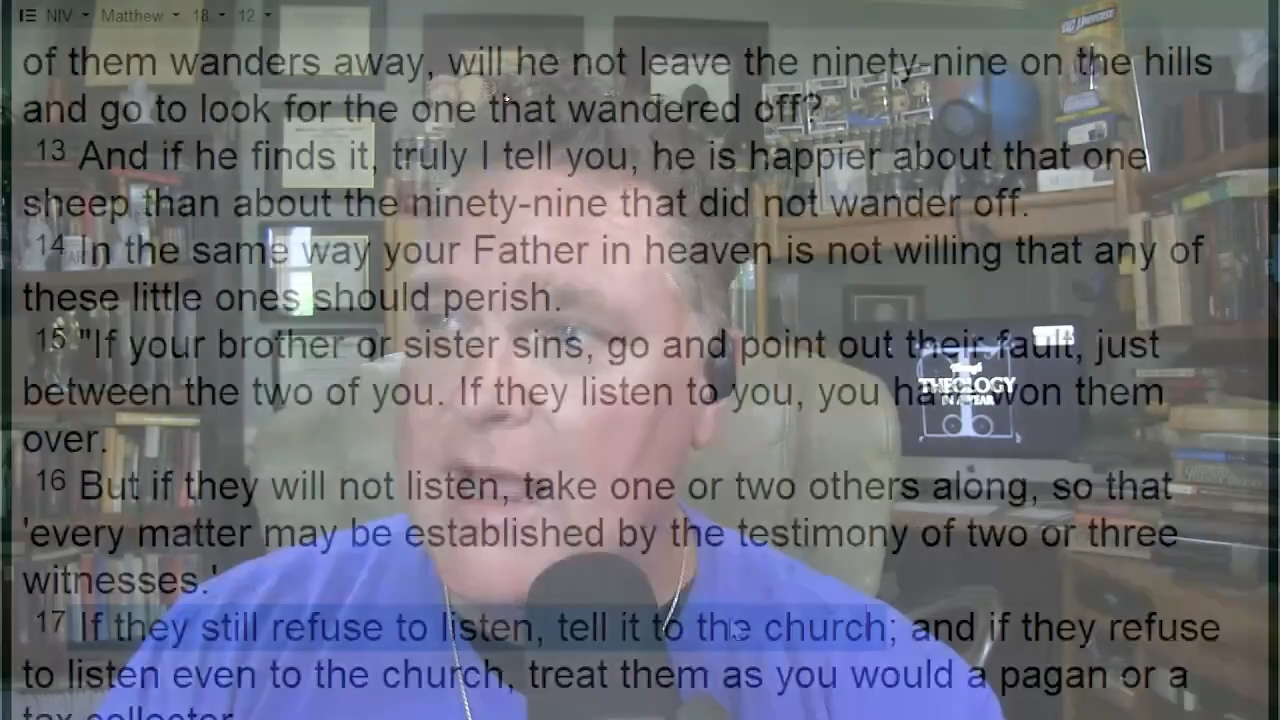 NIV Matthew 18 12
of them wanders away, will he not leave the ninety-nine on the hills
and go to look for the one that wandered off?
13 And if he finds it, truly I tell you, he is happier about that one
sheep than about the ninety-nine that did not wander off.
14 In the same way your Father in heaven is not willing that any of
these little ones should perish.
15 "If your brother or sister sins, go and point out their fault, just
between the two of you. If they listen to you, you have won them
over.
16 But if they will not listen, take one or two others along, so that
'every matter may be established by the testimony of two or three
witnesses.'
17 If they still refuse to listen, tell it to the church; and if they refuse
to listen even to the church, treat them as you would a pagan or a
tax collector.
THEOLOGY
IN A YEAR
DC UNIVERSE